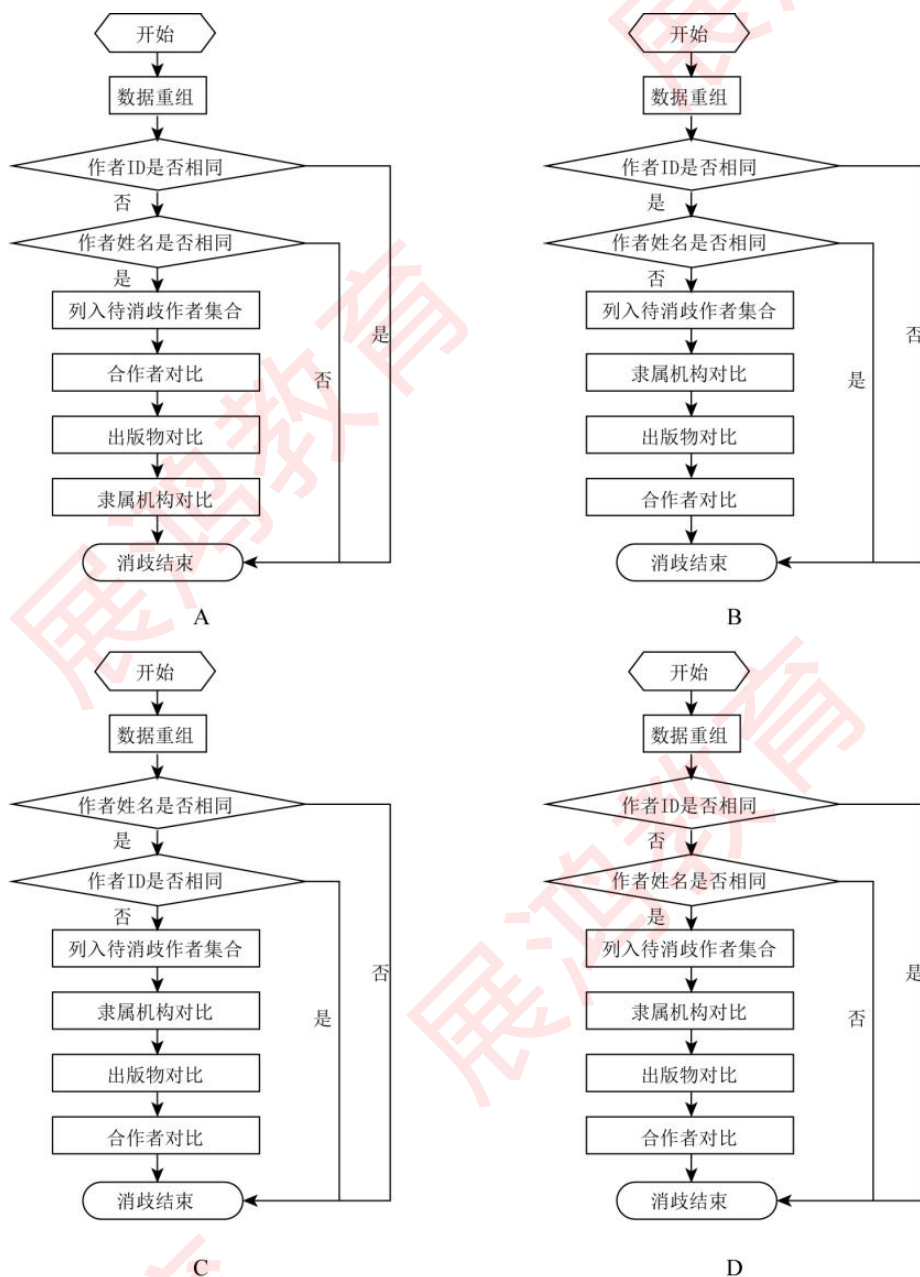 开始
数据重组
作者ID是否相同
否
作者姓名是否相同
是
列入待消歧作者集合
合作者对比
出版物对比
隶属机构对比
消歧结束
否
是
A
开始
数据重组
作者ID是否相同
是
作者姓名是否相同
否
列入待消歧作者集合
隶属机构对比
出版物对比
合作者对比
消歧结束
是
否
B
开始
数据重组
作者姓名是否相同
是
作者ID是否相同
否
列入待消歧作者集合
隶属机构对比
出版物对比
合作者对比
消歧结束
是
否
C
开始
数据重组
作者ID是否相同
否
作者姓名是否相同
是
列入待消歧作者集合
隶属机构对比
出版物对比
合作者对比
消歧结束
否
是
D
展鸿教育
展鸿教育